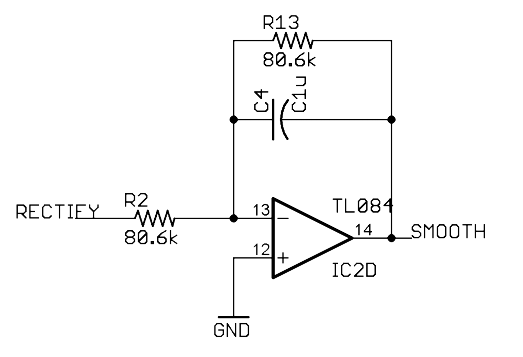 R13
80.6k
C4
C1u
RECTIFY
R2
80.6k
13
−
12
+
TL084
14
SMOOTH
IC2D
GND